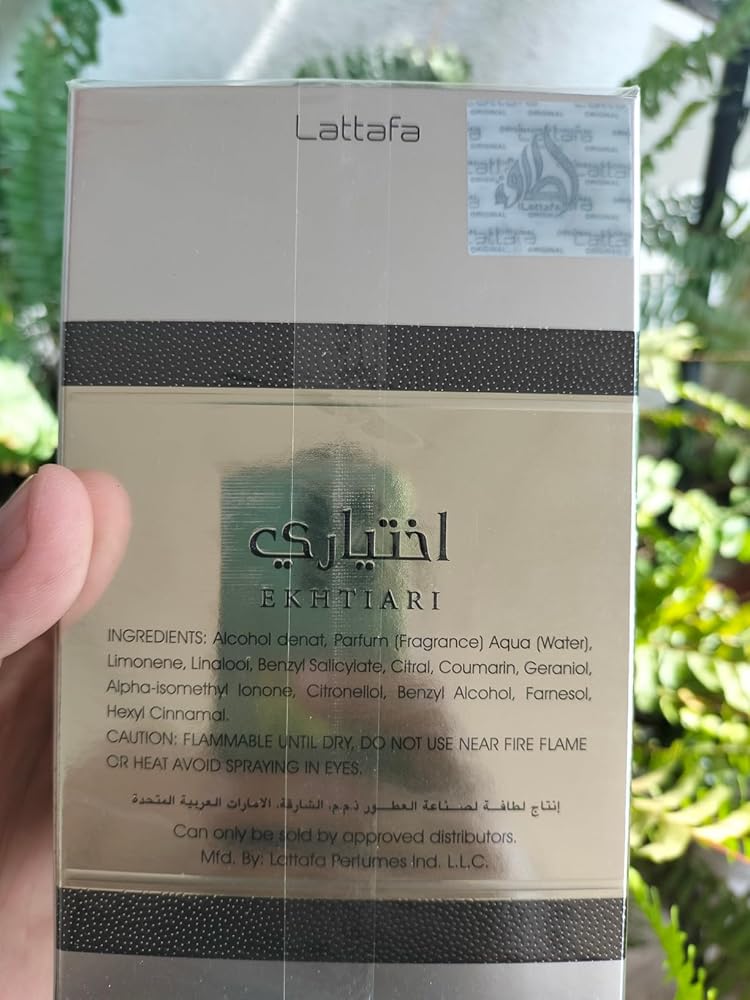 Lattafa
لطافة
Lattafa
ORIGINAL
اختياري
EKHTIARI
INGREDIENTS: Alcohol denat, Parfum (Fragrance) Aqua (Water),
Limonene, Linalool, Benzyl Salicylate, Citral, Coumarin, Geraniol,
Alpha-isomethyl Ionone, Citronellol, Benzyl Alcohol, Farnesol,
Hexyl Cinnamal.
CAUTION: FLAMMABLE UNTIL DRY, DO NOT USE NEAR FIRE FLAME
OR HEAT AVOID SPRAYING IN EYES.
إنتاج لطافة لصناعة العطور ذ.م.م، الشارقة، الامارات العربية المتحدة
Can only be sold by approved distributors.
Mfd. By: Lattafa Perfumes Ind. L.L.C.